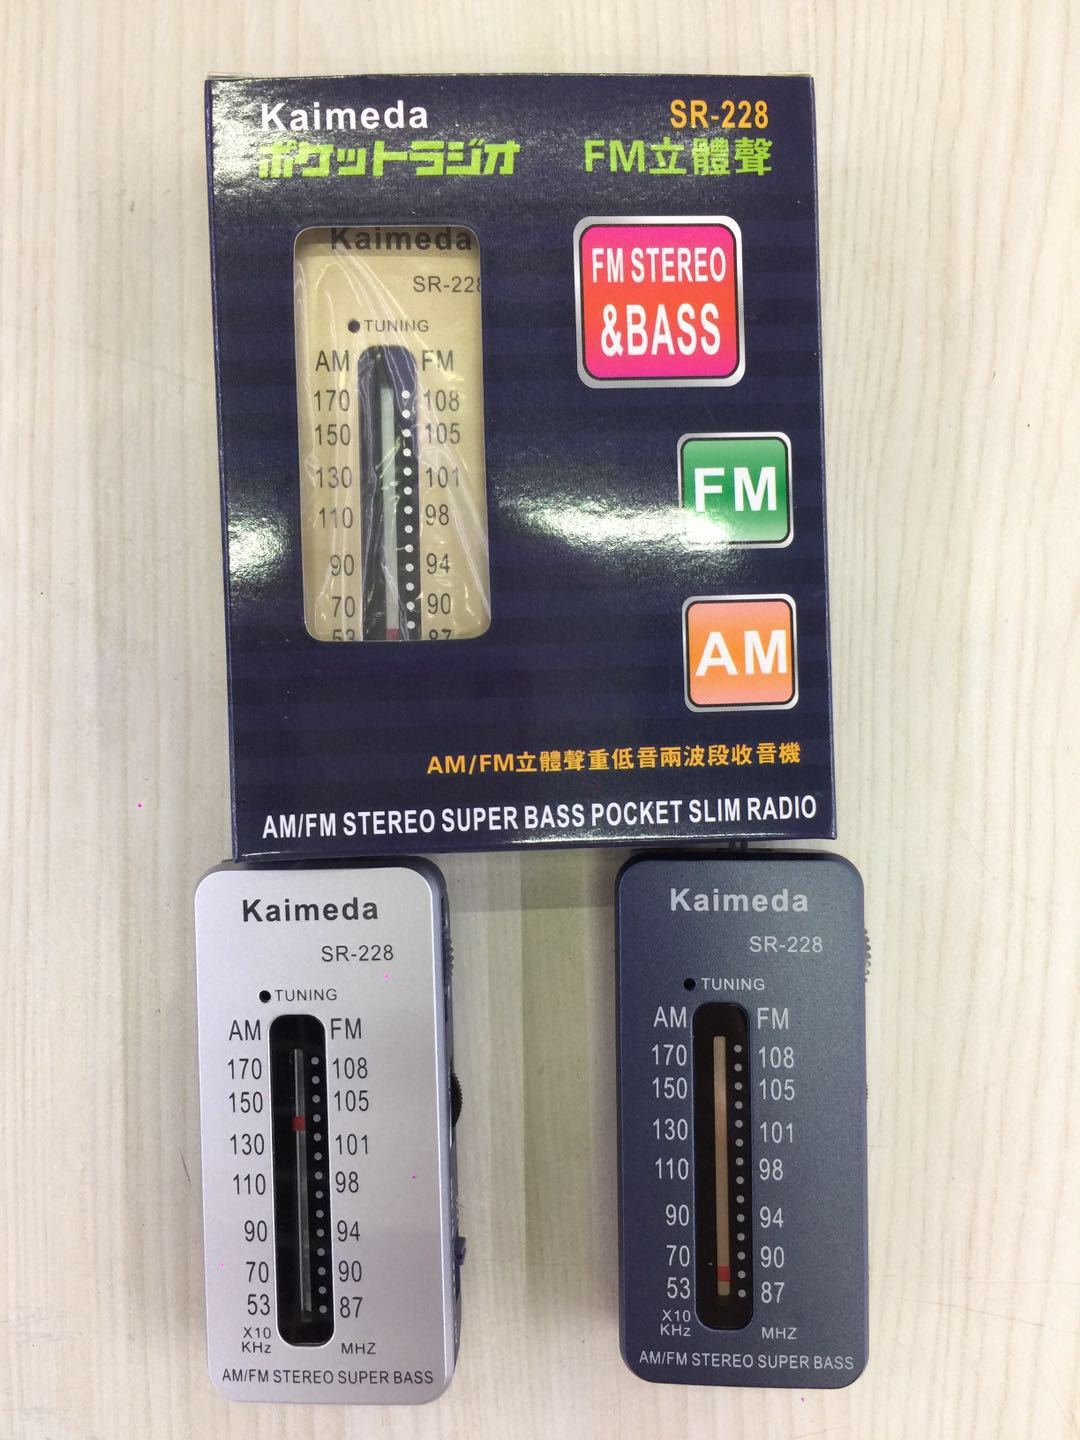 Kaimeda
SR-228
ポケットラジオ
FM立體聲
Kaimeda
SR-228
TUNING
AM FM
170 108
150 105
130 101
110 98
90 94
70 90
53 87
FM STEREO
&BASS
FM
AM
AM/FM立體聲重低音兩波段收音機
AM/FM STEREO SUPER BASS POCKET SLIM RADIO
Kaimeda
SR-228
TUNING
AM FM
170 108
150 105
130 101
110 98
90 94
70 90
53 87
X10
KHz MHZ
AM/FM STEREO SUPER BASS
Kaimeda
SR-228
TUNING
AM FM
170 108
150 105
130 101
110 98
90 94
70 90
53 87
X10
KHz MHZ
AM/FM STEREO SUPER BASS